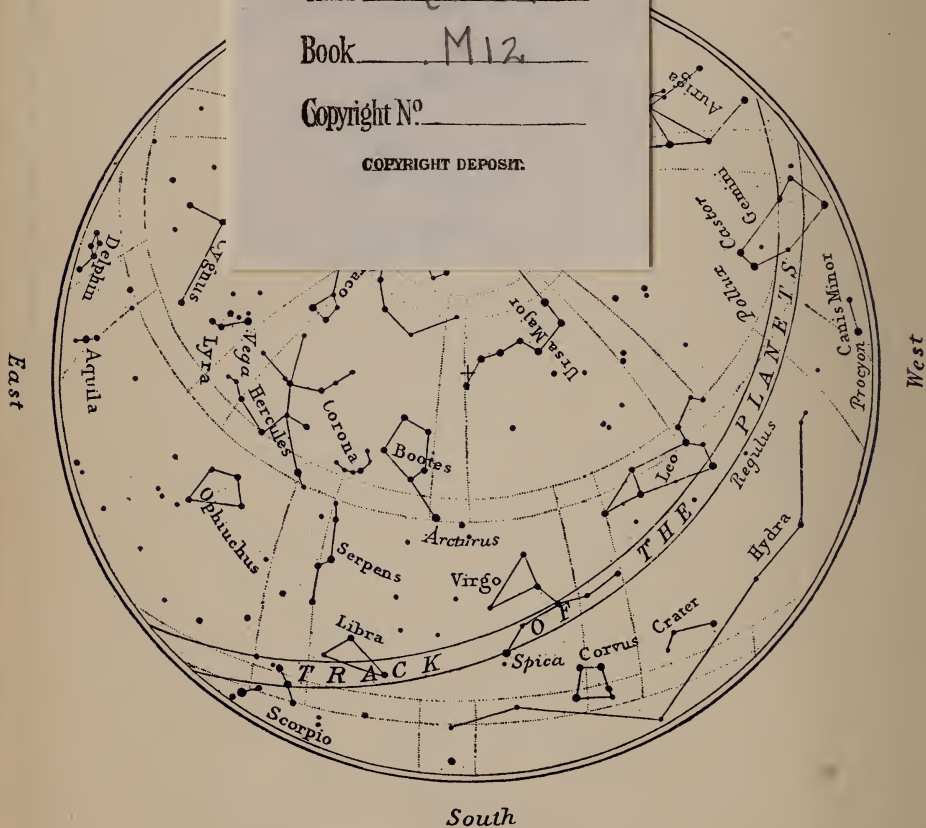 Book M12
Copyright No.
COPYRIGHT DEPOSIT.
Auriga
Gemini
Castor
Pollux
Delphin
ygnus
raco
Ursa Major
Canis Minor
Procyon
East
West
Aquila
Lyra
Vega
Hercules
Corona
Bootes
Leo
Regulus
Ophiuchus
Arcturus
Serpens
Virgo
Hydra
Libra
Crater
Corvus
Spica
TRACK OF THE PLANETS.
Scorpio
South